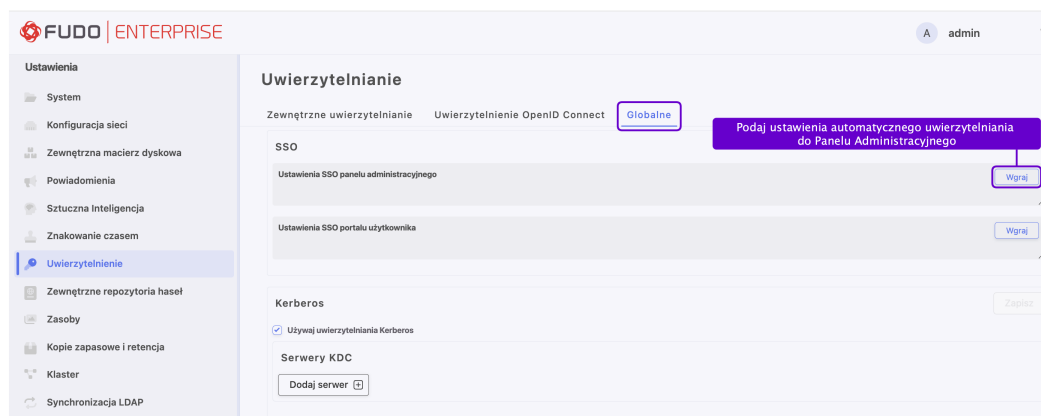 FUDO ENTERPRISE
A admin
Ustawienia
System
Konfiguracja sieci
Zewnętrzna macierz dyskowa
Powiadomienia
Sztuczna Inteligencja
Znakowanie czasem
Uwierzytelnienie
Zewnętrzne repozytoria haseł
Zasoby
Kopie zapasowe i retencja
Klaster
Synchronizacja LDAP
Uwierzytelnianie
Zewnętrzne uwierzytelnianie Uwierzytelnienie OpenID Connect Globalne
Podaj ustawienia automatycznego uwierzytelniania
do Panelu Administracyjnego
SSO
Ustawienia SSO panelu administracyjnego
Wgraj
Ustawienia SSO portalu użytkownika
Wgraj
Kerberos
Zapisz
Używaj uwierzytelniania Kerberos
Serwery KDC
Dodaj serwer